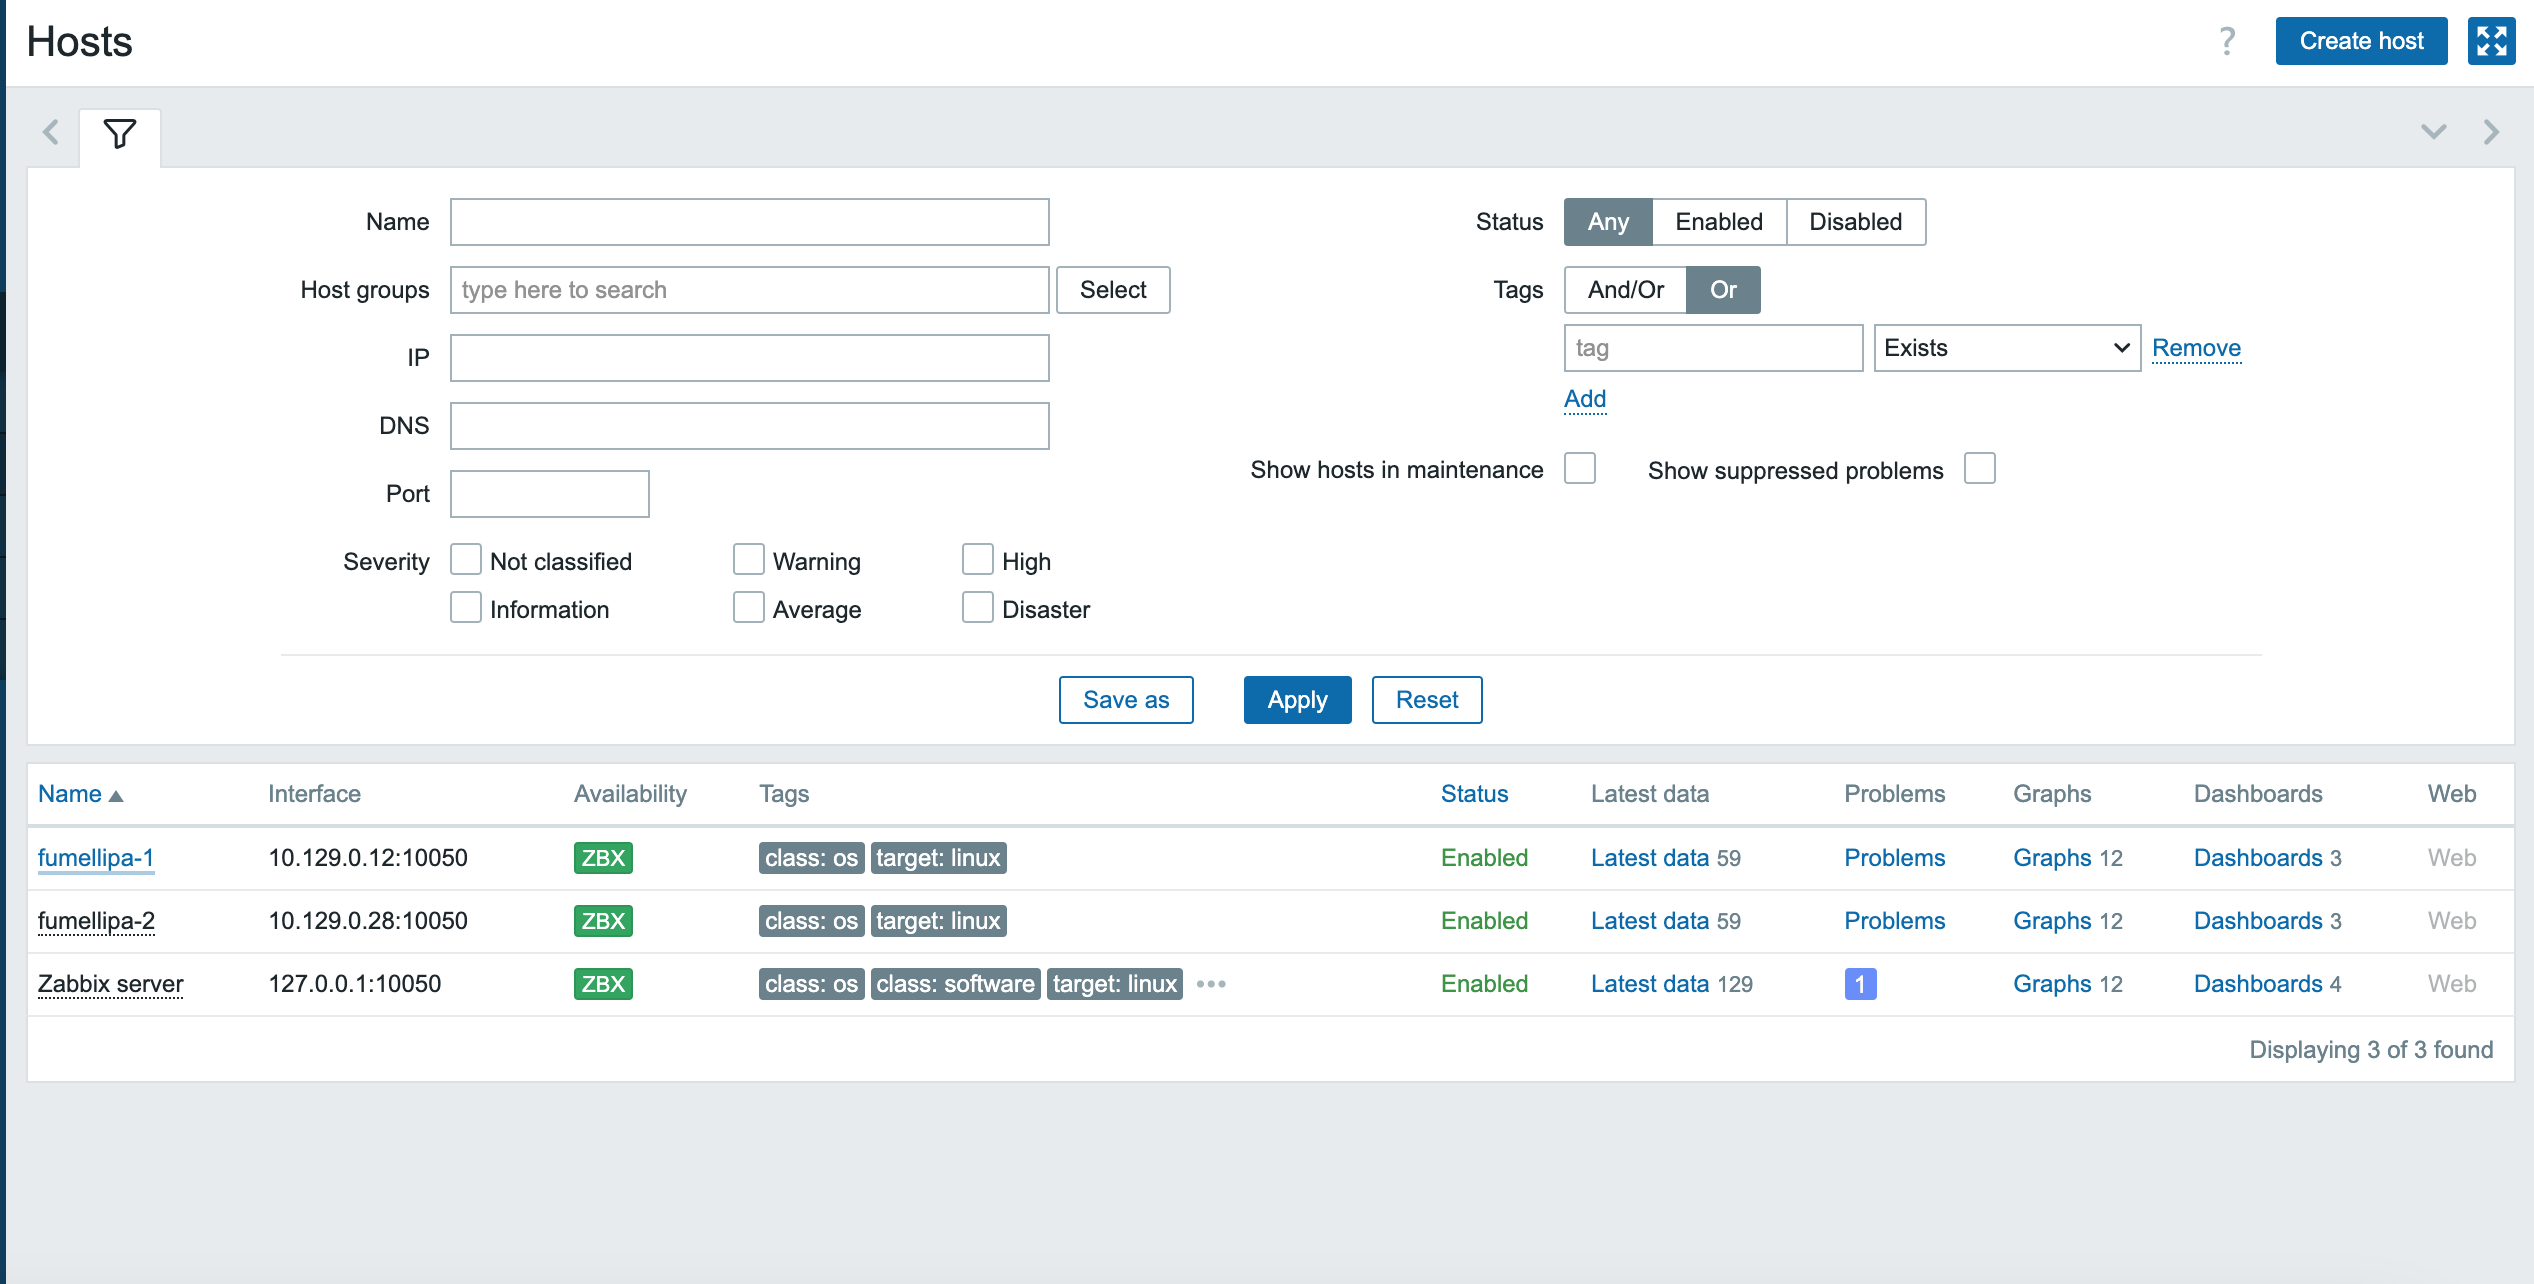 Hosts
? Create host
Name
Status Any Enabled Disabled
Host groups type here to search Select
Tags And/Or Or
IP
tag Exists Remove
Add
DNS
Show hosts in maintenance Show suppressed problems
Port
Severity Not classified Warning High
Information Average Disaster
Save as Apply Reset
Name Interface Availability Tags Status Latest data Problems Graphs Dashboards Web
fumellipa-1 10.129.0.12:10050 ZBX class: os target: linux Enabled Latest data 59 Problems Graphs 12 Dashboards 3 Web
fumellipa-2 10.129.0.28:10050 ZBX class: os target: linux Enabled Latest data 59 Problems Graphs 12 Dashboards 3 Web
Zabbix server 127.0.0.1:10050 ZBX class: os class: software target: linux ••• Enabled Latest data 129 1 Graphs 12 Dashboards 4 Web
Displaying 3 of 3 found